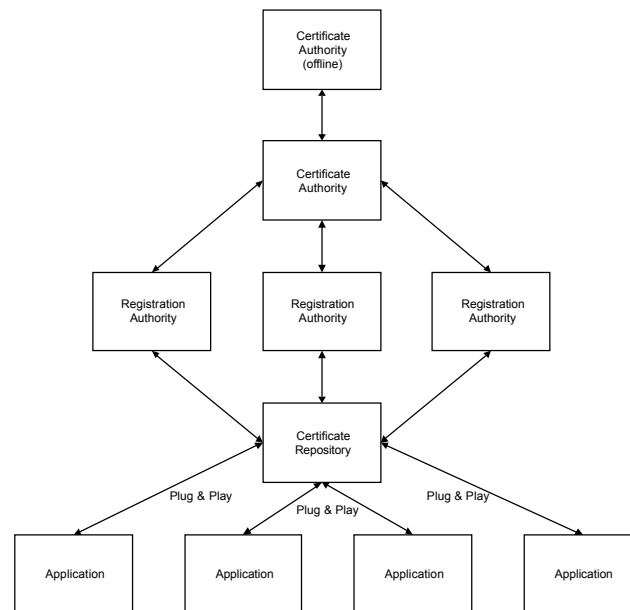 Certificate
Authority
(offline)
Certificate
Authority
Registration
Authority
Registration
Authority
Registration
Authority
Certificate
Repository
Plug & Play
Plug & Play
Plug & Play
Application
Application
Application
Application